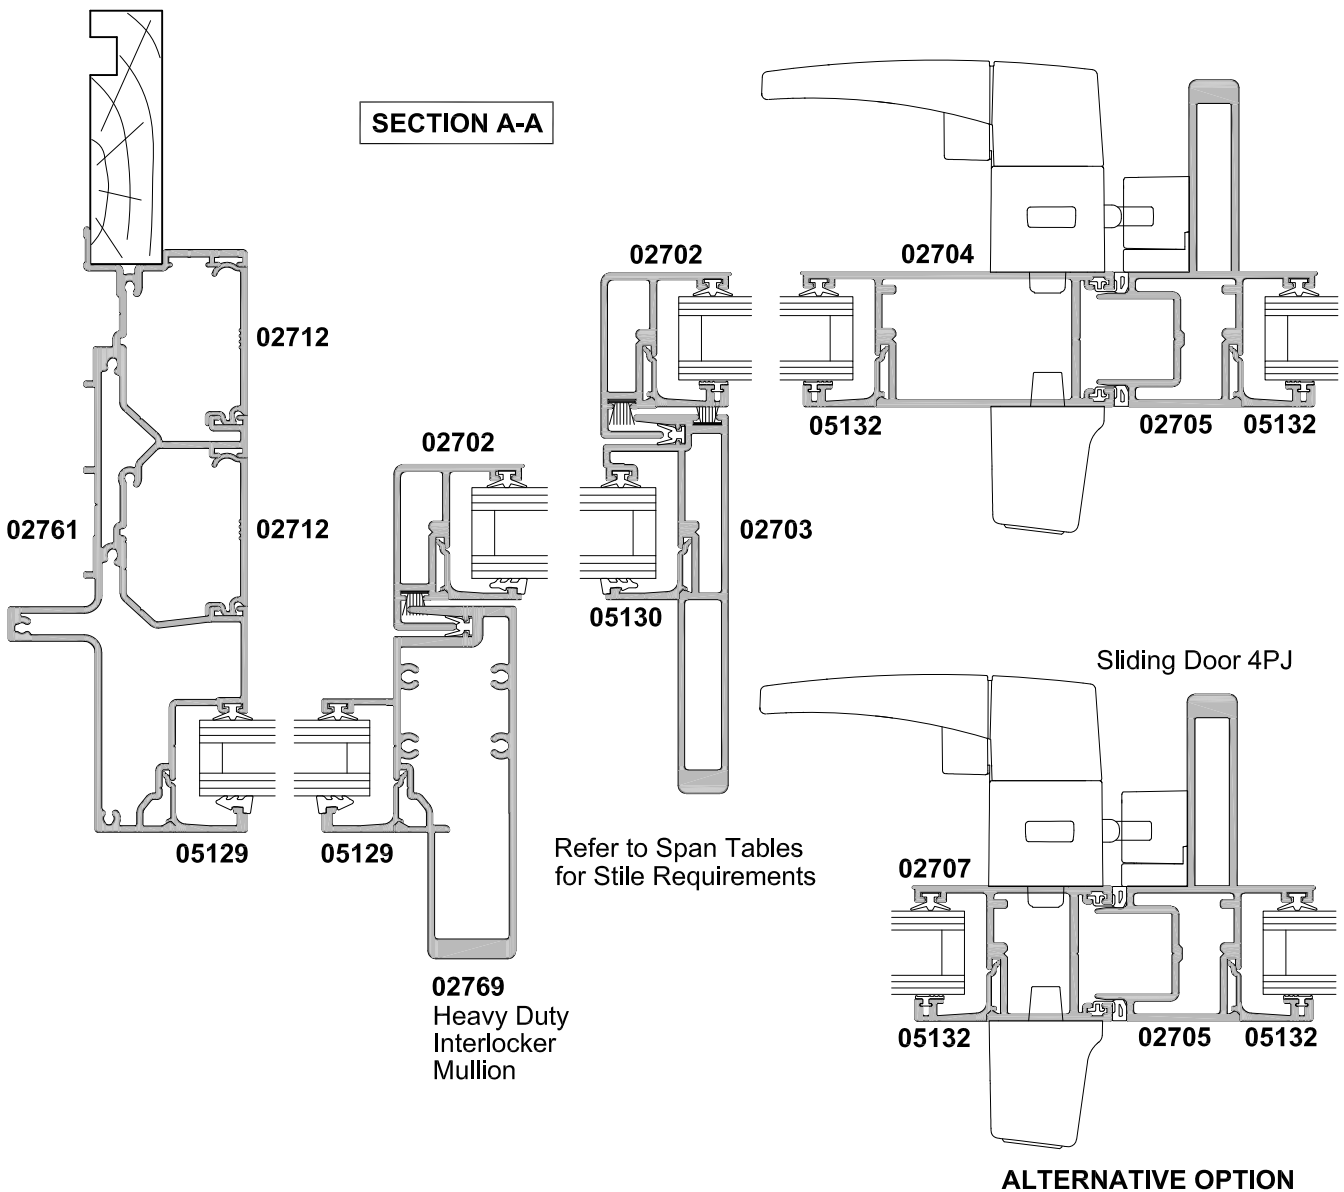 SECTION A-A
02702
02704
02712
05132
02705
05132
02702
02761
02712
02703
05130
Sliding Door 4PJ
05129
05129
Refer to Span Tables
for Stile Requirements
02707
02769
Heavy Duty
Interlocker
Mullion
05132
02705
05132
ALTERNATIVE OPTION